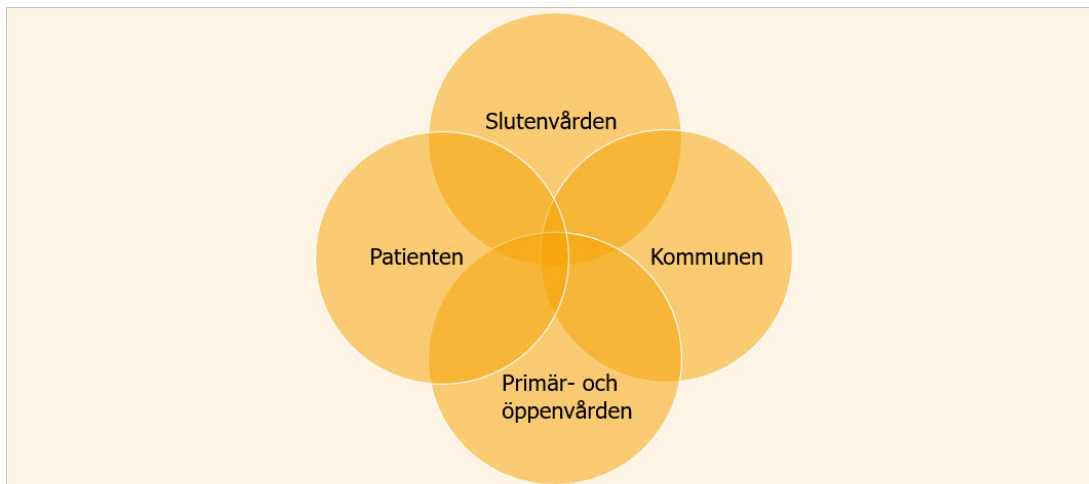 Slutenvården
Patienten
Kommunen
Primär- och
öppenvården